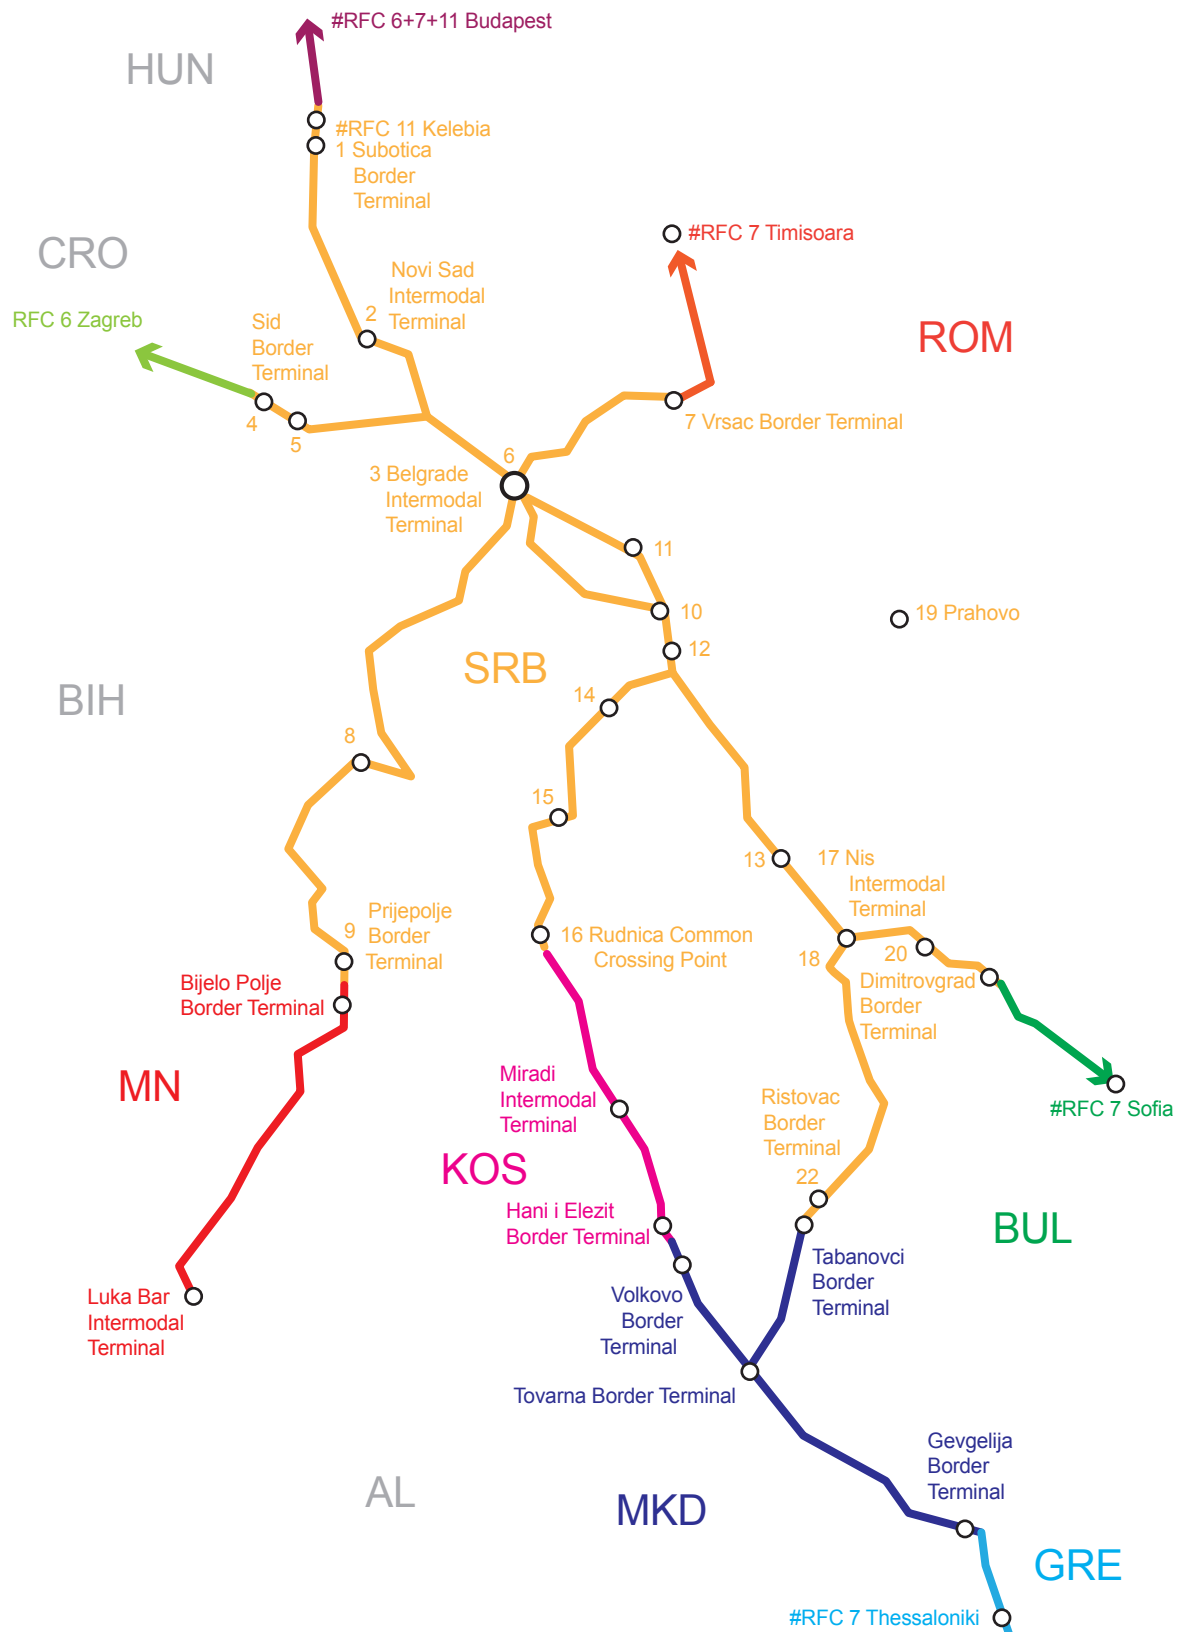 #RFC 6+7+11 Budapest
HUN
#RFC 11 Kelebia
1 Subotica
Border
Terminal
CRO
#RFC 7 Timisoara
Novi Sad
Intermodal
Terminal
2
RFC 6 Zagreb
Sid
Border
Terminal
ROM
4
5
7 Vrsac Border Terminal
6
3 Belgrade
Intermodal
Terminal
11
10
19 Prahovo
12
SRB
BIH
14
8
15
13
17 Nis
Intermodal
Terminal
9
Prijepolje
Border
Terminal
16 Rudnica Common
Crossing Point
18
20
Dimitrovgrad
Border
Terminal
Bijelo Polje
Border Terminal
MN
Miradi
Intermodal
Terminal
Ristovac
Border
Terminal
#RFC 7 Sofia
KOS
22
Hani i Elezit
Border Terminal
BUL
Tabanovci
Border
Terminal
Luka Bar
Intermodal
Terminal
Volkovo
Border
Terminal
Tovarna Border Terminal
Gevgelija
Border
Terminal
AL
MKD
GRE
#RFC 7 Thessaloniki